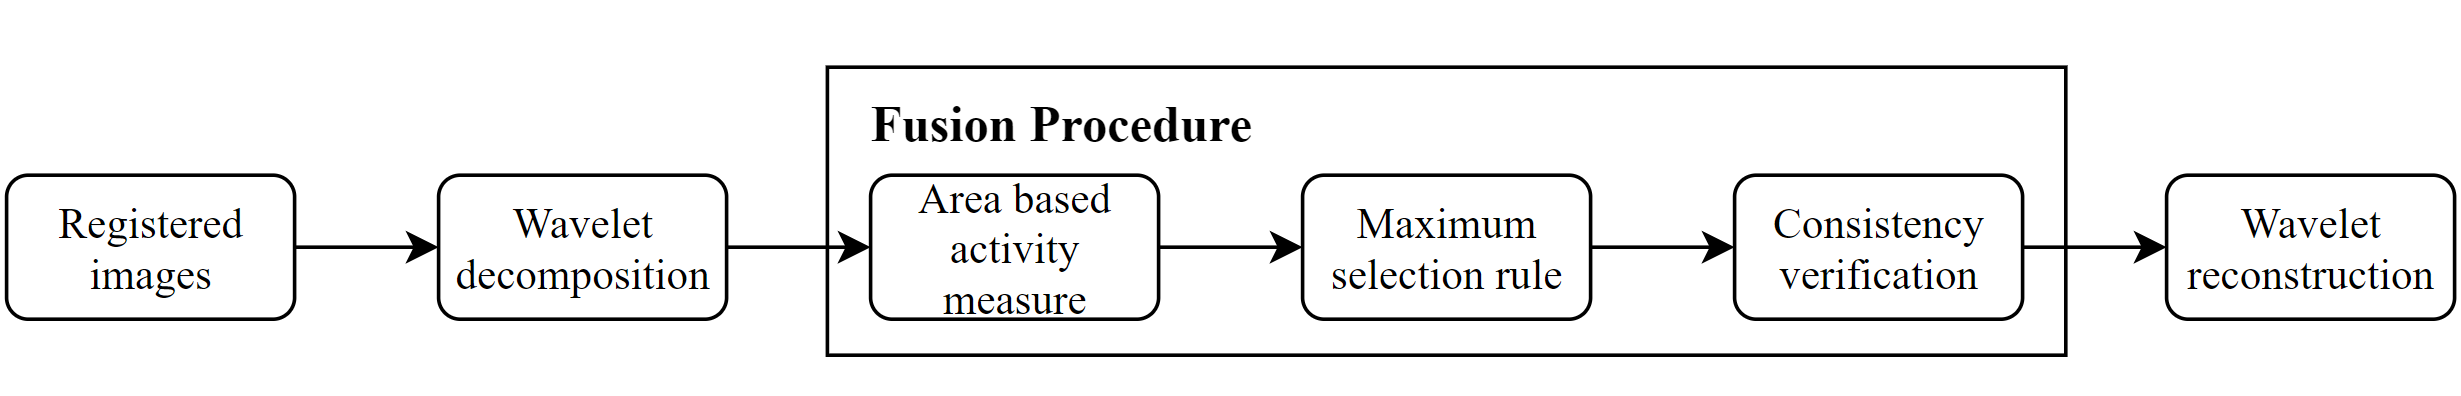 Fusion Procedure
Registered
images
Wavelet
decomposition
Area based
activity
measure
Maximum
selection rule
Consistency
verification
Wavelet
reconstruction